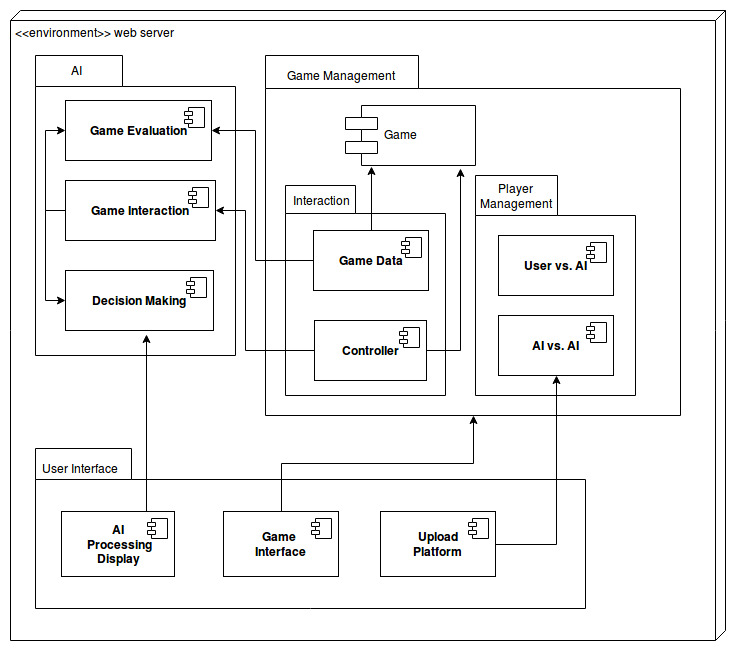 <<environment>> web server
AI
Game Evaluation
Game Interaction
Decision Making
Game Management
Game
Interaction
Game Data
Controller
Player
Management
User vs. AI
AI vs. AI
User Interface
AI
Processing
Display
Game
Interface
Upload
Platform